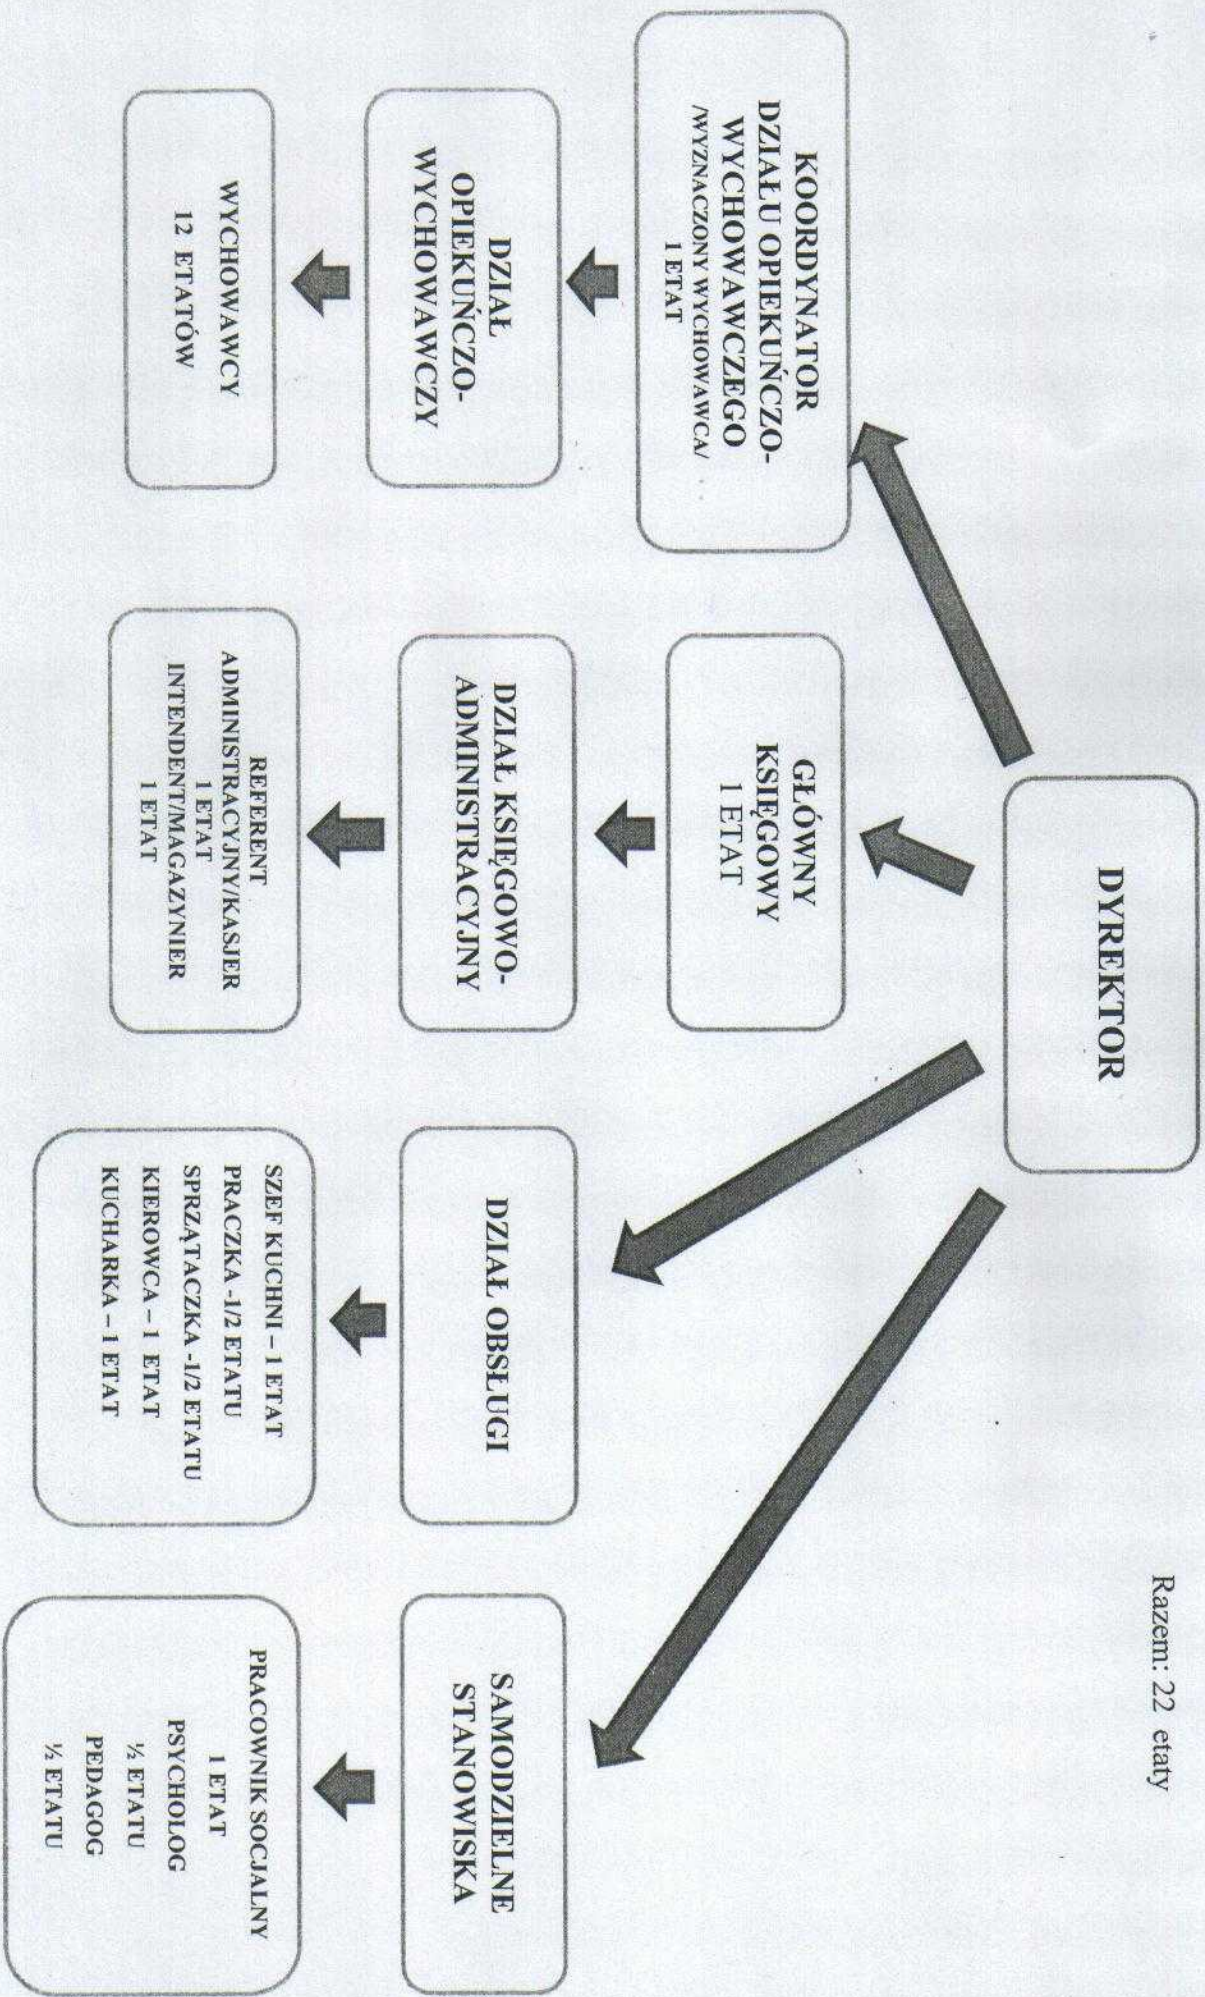 Razem: 22 etaty
DYREKTOR
KOORDYNATOR
DZIAŁU OPIEKUŃCZO-
WYCHOWAWCZEGO
/WYZNACZONY WYCHOWAWCA/
1 ETAT
GŁÓWNY
KSIĘGOWY
1 ETAT
DZIAŁ
OPIEKUŃCZO-
WYCHOWAWCZY
DZIAŁ KSIĘGOWO-
ADMINISTRACYJNY
DZIAŁ OBSŁUGI
SAMODZIELNE
STANOWISKA
WYCHOWAWCY
12 ETATÓW
REFERENT
ADMINISTRACYJNY/KASJER
1 ETAT
INTENDENT/MAGAZYNIER
1 ETAT
SZEF KUCHNI – 1 ETAT
PRACZKA -1/2 ETATU
SPRZĄTACZKA -1/2 ETATU
KIEROWCA – 1 ETAT
KUCHARKA – 1 ETAT
PRACOWNIK SOCJALNY
1 ETAT
PSYCHOLOG
½ ETATU
PEDAGOG
½ ETATU